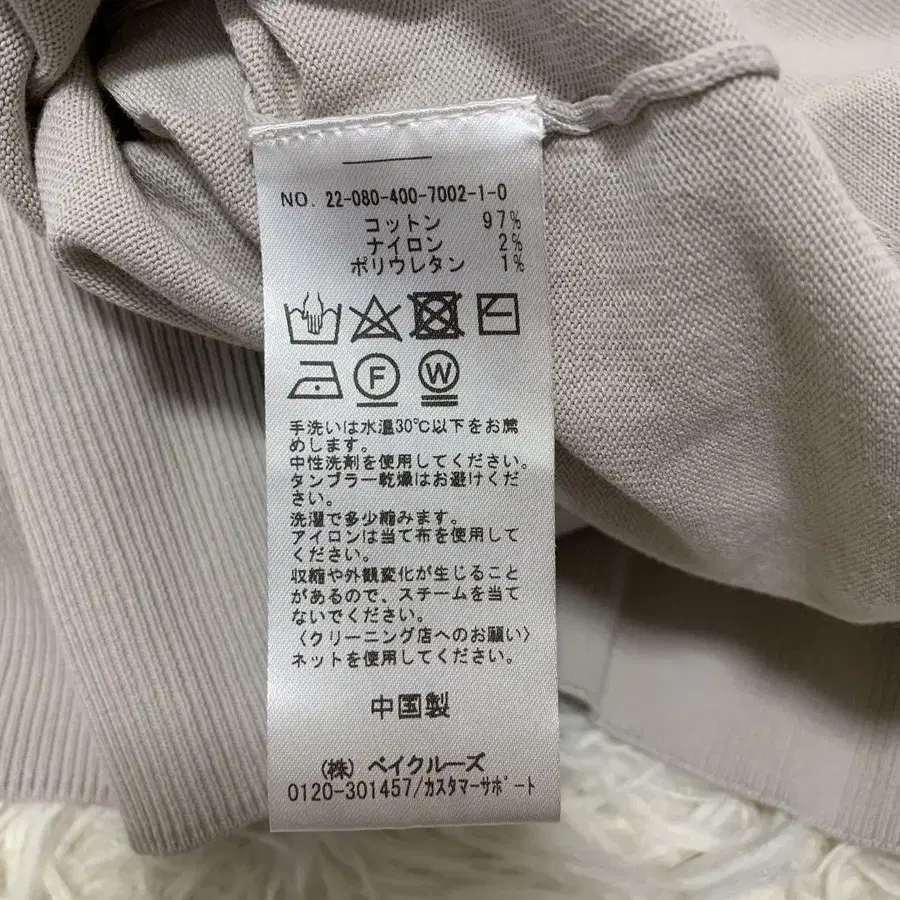 NO. 22-080-400-7002-1-0
コットン 97%
ナイロン 2%
ポリウレタン 1%
F W
手洗いは水温30℃以下をお薦
めします。
中性洗剤を使用してください。
タンブラー乾燥はお避けくだ
さい。
洗濯で多少縮みます。
アイロンは当て布を使用して
ください。
収縮や外観変化が生じること
があるので、スチームを当て
ないでください。
〈クリーニング店へのお願い〉
ネットを使用してください。
中国製
(株) ベイクルーズ
0120-301457/カスタマーサポート